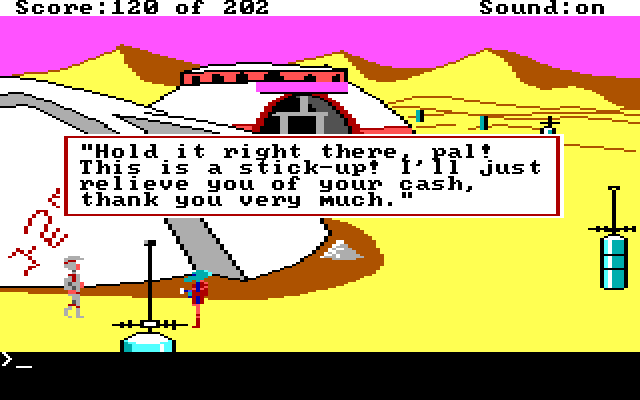 Score:120 of 202 Sound:on
"Hold it right there, pal!
This is a stick-up! I'll just
relieve you of your cash,
thank you very much."
>_